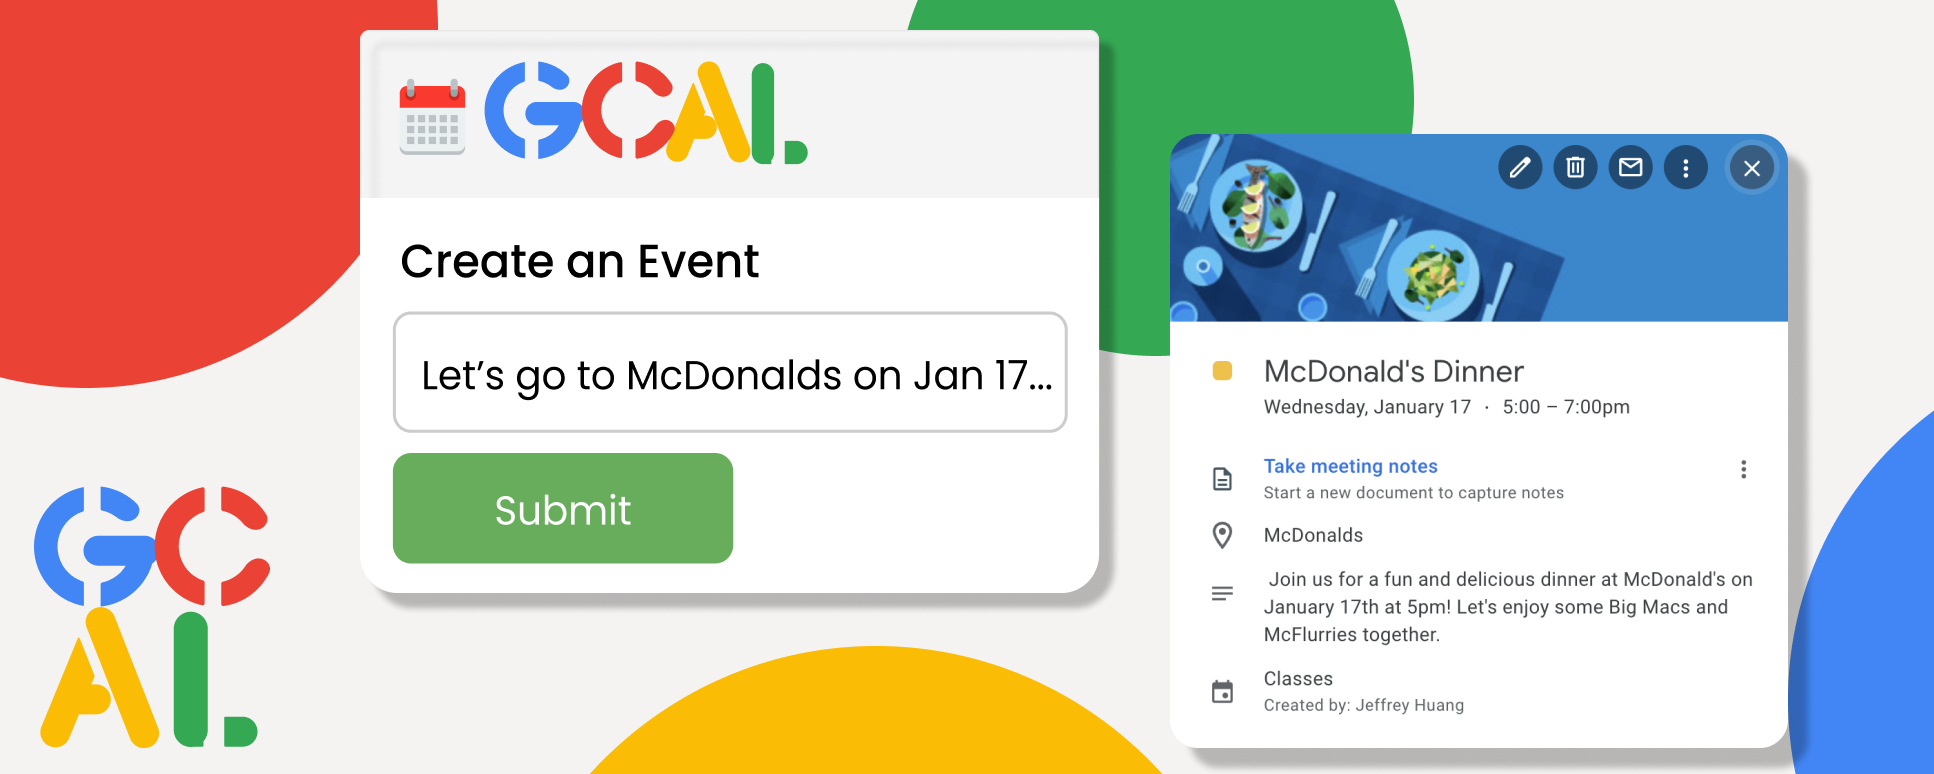 GCAL
Create an Event
Let’s go to McDonalds on Jan 17...
Submit
GC
AL
McDonald's Dinner
Wednesday, January 17 · 5:00 – 7:00pm
Take meeting notes
Start a new document to capture notes
McDonalds
Join us for a fun and delicious dinner at McDonald's on
January 17th at 5pm! Let's enjoy some Big Macs and
McFlurries together.
Classes
Created by: Jeffrey Huang